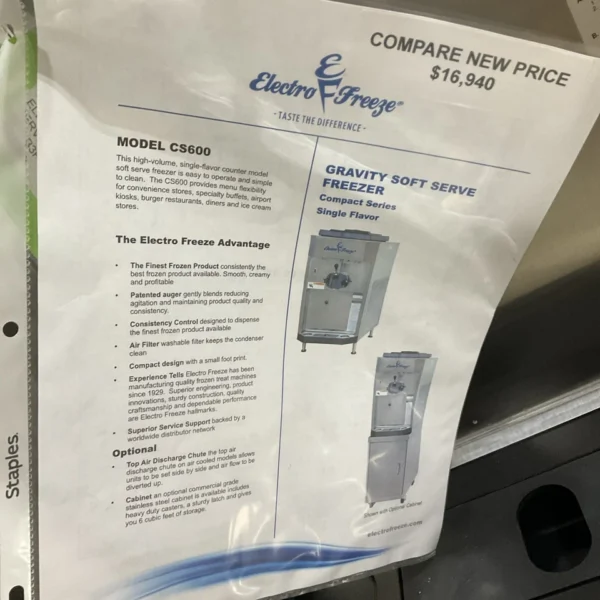 COMPARE NEW PRICE
$16,940
Electro Freeze®
-TASTE THE DIFFERENCE-
MODEL CS600
This high-volume, single-flavor counter model
soft serve freezer is easy to operate and simple
to clean. The CS600 provides menu flexibility
for convenience stores, specialty buffets, airport
kiosks, burger restaurants, diners and ice cream
stores.
The Electro Freeze Advantage
• The Finest Frozen Product consistently the
best frozen product available. Smooth, creamy
and profitable
• Patented auger gently blends reducing
agitation and maintaining product quality and
consistency.
• Consistency Control designed to dispense
the finest frozen product available
• Air Filter washable filter keeps the condenser
clean
• Compact design with a small foot print.
• Experience Tells Electro Freeze has been
manufacturing quality frozen treat machines
since 1929. Superior engineering, product
innovations, sturdy construction, quality
craftsmanship and dependable performance
are Electro Freeze hallmarks.
• Superior Service Support backed by a
worldwide distributor network
Optional
• Top Air Discharge Chute the top air
discharge chute on air cooled models allows
units to be set side by side and air flow to be
diverted up.
• Cabinet an optional commercial grade
stainless steel cabinet is available includes
heavy duty casters, a sturdy latch and gives
you 6 cubic feet of storage.
GRAVITY SOFT SERVE
FREEZER
Compact Series
Single Flavor
Electro Freeze
Shown with Optional Cabinet
electrofreeze.com
Staples